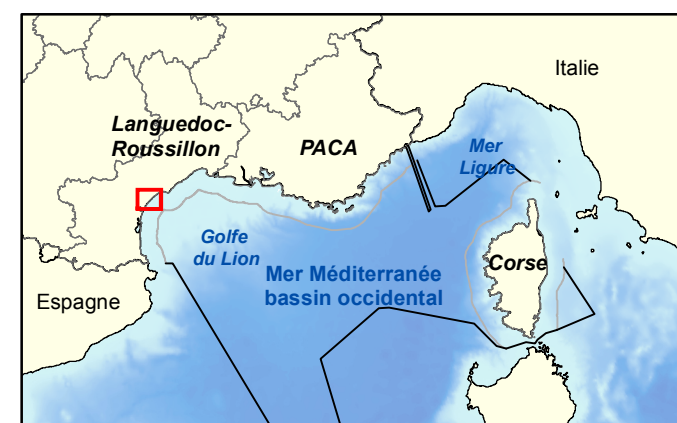 Italie
Languedoc-
Roussillon
PACA
Mer
Ligure
Golfe
du Lion
Corse
Mer Méditerranée
bassin occidental
Espagne